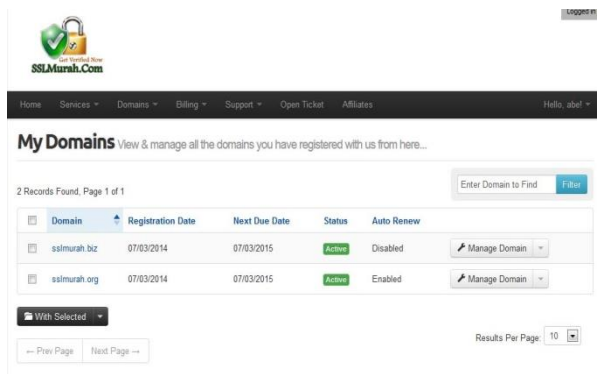 Logged in
Get Verified Now
SSLMurah.Com
Home Services Domains Billing Support Open Ticket Affiliates Hello, abe!
My Domains View & manage all the domains you have registered with us from here...
2 Records Found, Page 1 of 1
Enter Domain to Find Filter
Domain Registration Date Next Due Date Status Auto Renew
sslmurah.biz 07/03/2014 07/03/2015 Active Disabled Manage Domain
sslmurah.org 07/03/2014 07/03/2015 Active Enabled Manage Domain
With Selected
Results Per Page: 10
← Prev Page Next Page →